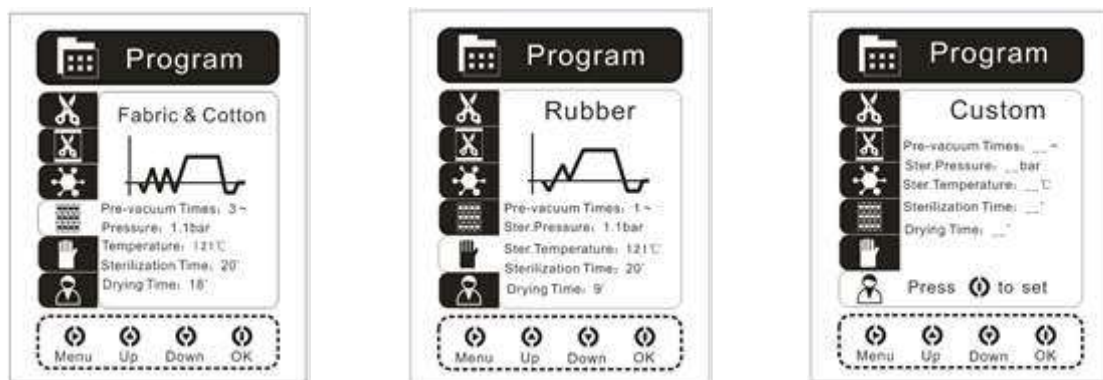 Program
Fabric & Cotton
Pre-vacuum Times: 3~
Pressure: 1.1bar
Temperature: 121℃
Sterilization Time: 20'
Drying Time: 18'
Menu Up Down OK
Program
Rubber
Pre-vacuum Times: 1~
Ster.Pressure: 1.1bar
Ster.Temperature: 121℃
Sterilization Time: 20'
Drying Time: 9'
Menu Up Down OK
Program
Custom
Pre-vacuum Times: __~
Ster.Pressure: __bar
Ster.Temperature: __℃
Sterilization Time: __'
Drying Time: __'
Press to set
Menu Up Down OK